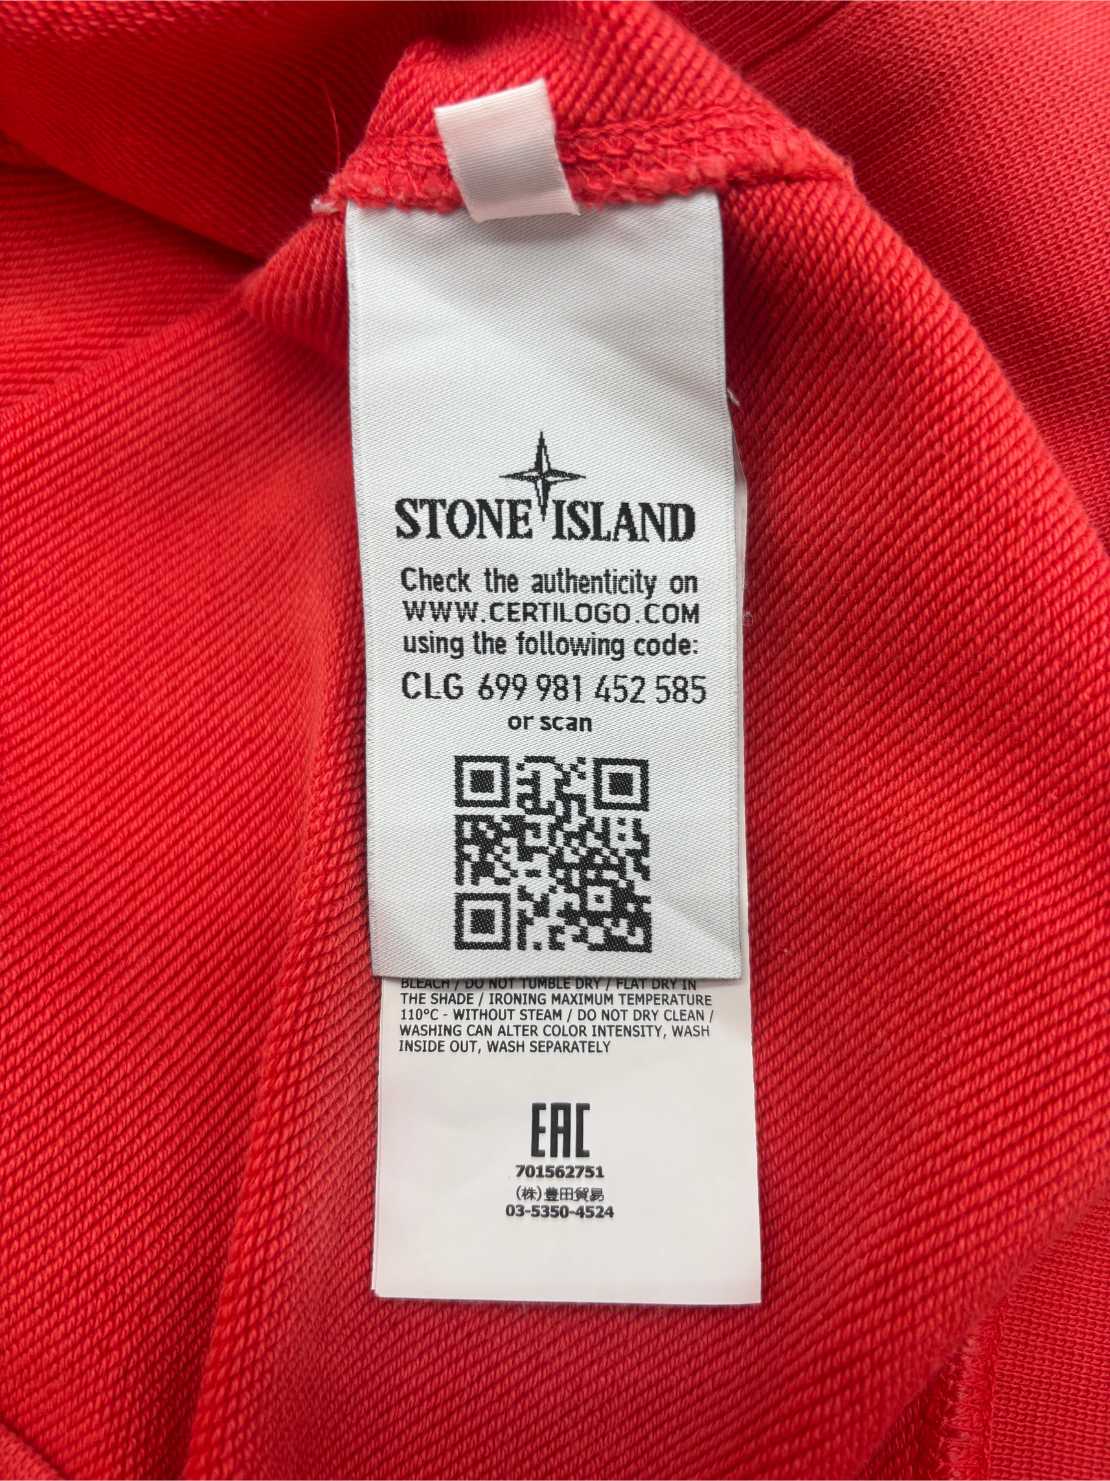 STONE ISLAND
Check the authenticity on
WWW.CERTILOGO.COM
using the following code:
CLG 699 981 452 585
or scan
BLEACH / DO NOT TUMBLE DRY / FLAT DRY IN
THE SHADE / IRONING MAXIMUM TEMPERATURE
110°C - WITHOUT STEAM / DO NOT DRY CLEAN /
WASHING CAN ALTER COLOR INTENSITY, WASH
INSIDE OUT, WASH SEPARATELY
EAC
701562751
(株)豊田貿易
03-5350-4524